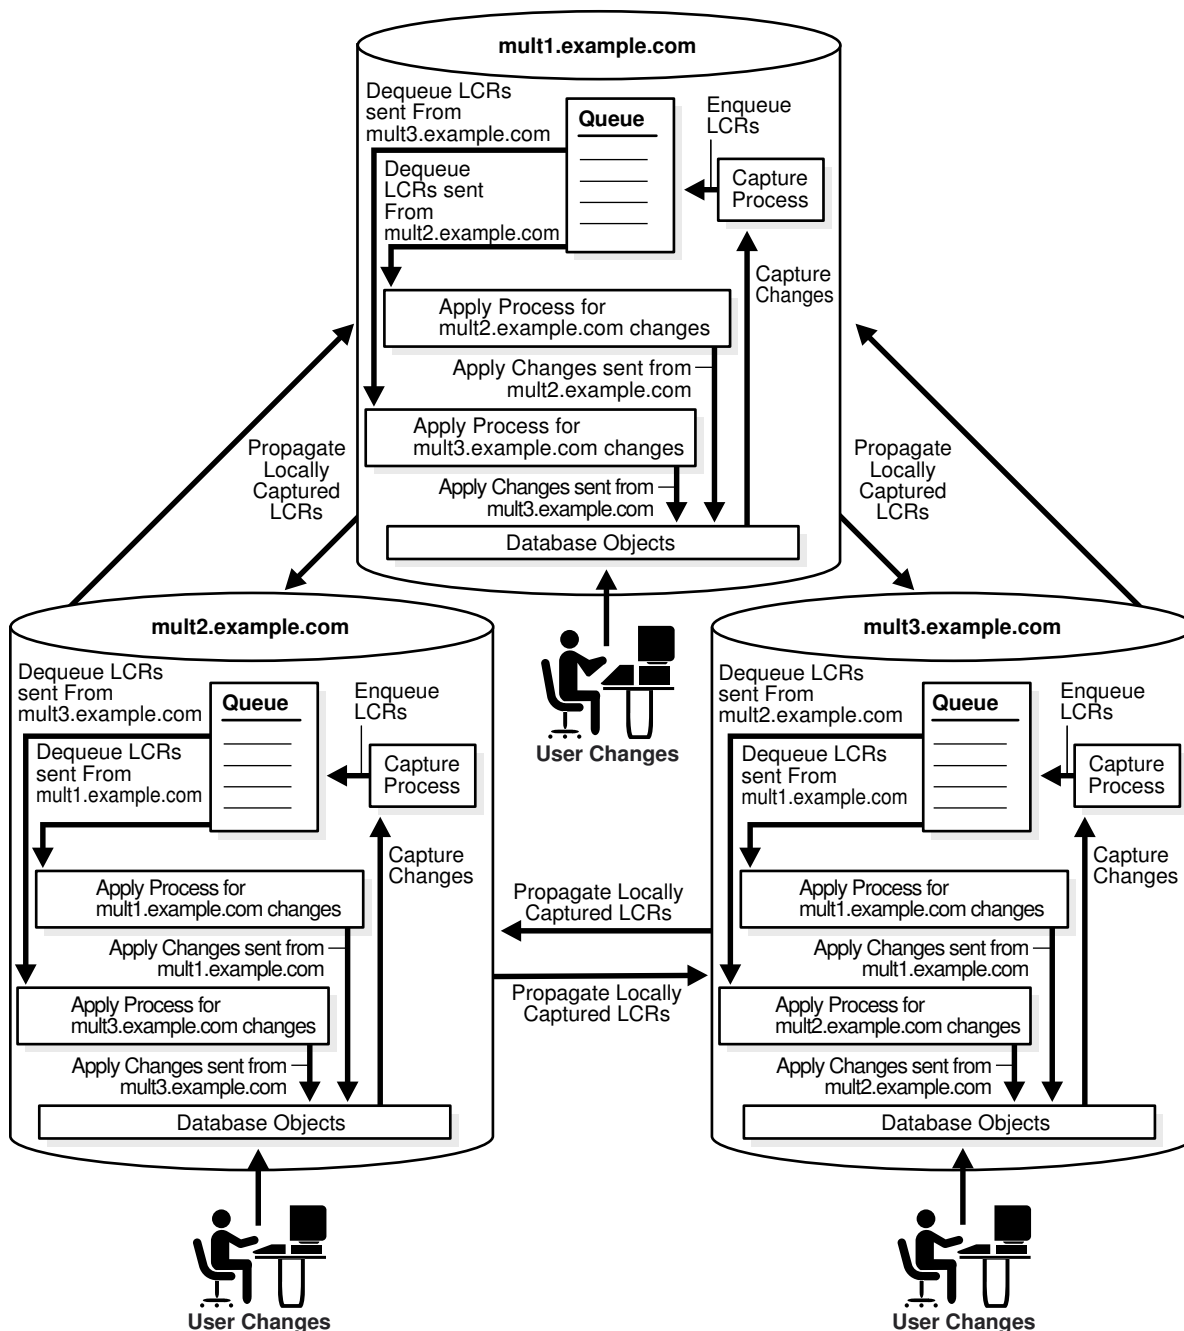 mult1.example.com
Dequeue LCRs
sent From
mult3.example.com
Dequeue
LCRs sent
From
mult2.example.com
Queue
Enqueue
LCRs
Capture
Process
Capture
Changes
Apply Process for
mult2.example.com changes
Apply Changes sent from
mult2.example.com
Apply Process for
mult3.example.com changes
Apply Changes sent from
mult3.example.com
Database Objects
Propagate
Locally
Captured
LCRs
Propagate
Locally
Captured
LCRs
User Changes
mult2.example.com
Dequeue LCRs
sent From
mult3.example.com
Dequeue LCRs
sent From
mult1.example.com
Queue
Enqueue
LCRs
Capture
Process
Capture
Changes
Apply Process for
mult1.example.com changes
Apply Changes sent from
mult1.example.com
Apply Process for
mult3.example.com changes
Apply Changes sent from
mult3.example.com
Database Objects
User Changes
Propagate Locally
Captured LCRs
Propagate Locally
Captured LCRs
mult3.example.com
Dequeue LCRs
sent From
mult2.example.com
Dequeue LCRs
sent From
mult1.example.com
Queue
Enqueue
LCRs
Capture
Process
Capture
Changes
Apply Process for
mult1.example.com changes
Apply Changes sent from
mult1.example.com
Apply Process for
mult2.example.com changes
Apply Changes sent from
mult2.example.com
Database Objects
User Changes